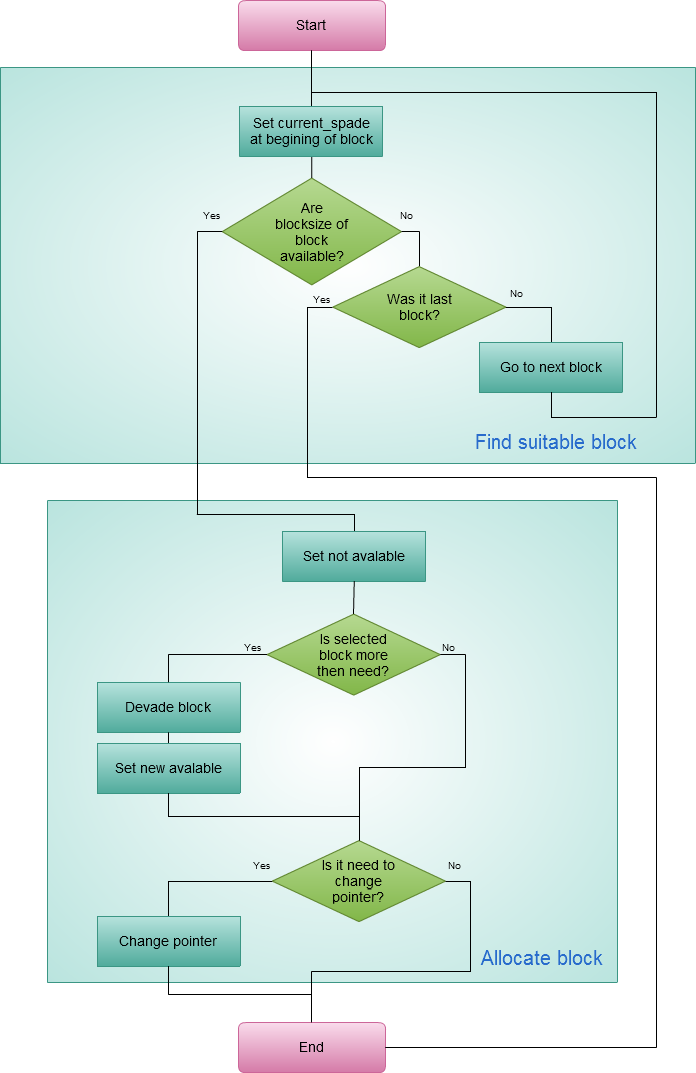 Start
Set current_spade
at begining of block
Are
blocksize of
block
available?
Yes
No
Was it last
block?
Yes
No
Go to next block
Find suitable block
Set not avalable
Is selected
block more
then need?
Yes
No
Devade block
Set new avalable
Is it need to
change
pointer?
Yes
No
Change pointer
Allocate block
End